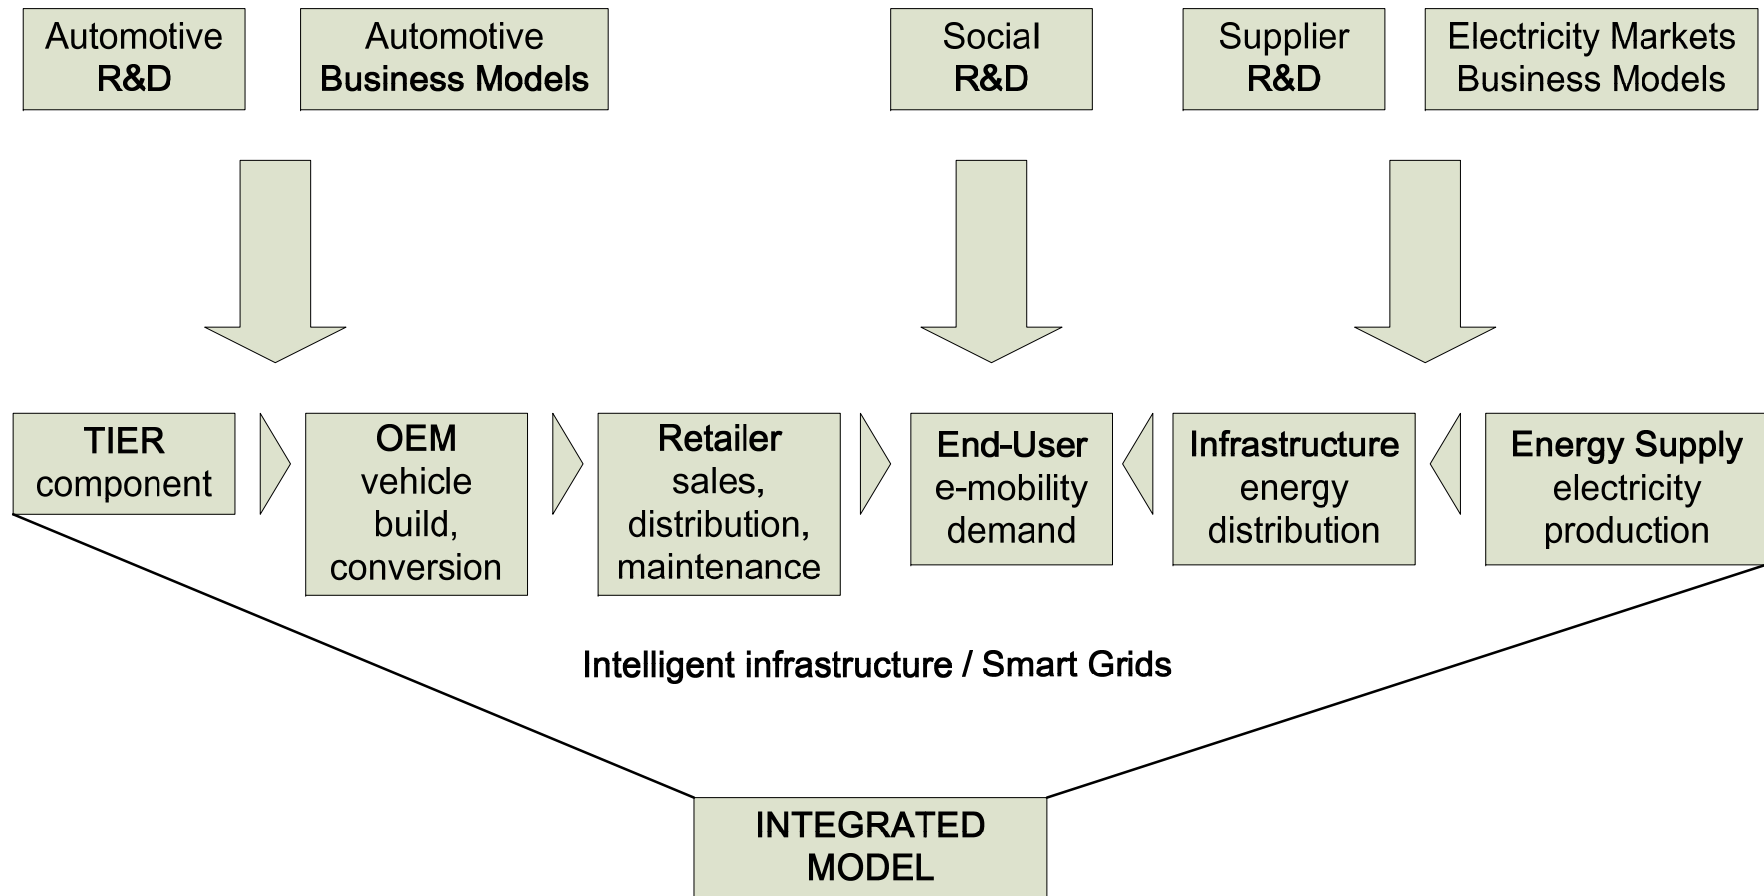 Automotive
R&D
Automotive
Business Models
Social
R&D
Supplier
R&D
Electricity Markets
Business Models
TIER
component
OEM
vehicle
build,
conversion
Retailer
sales,
distribution,
maintenance
End-User
e-mobility
demand
Infrastructure
energy
distribution
Energy Supply
electricity
production
Intelligent infrastructure / Smart Grids
INTEGRATED
MODEL